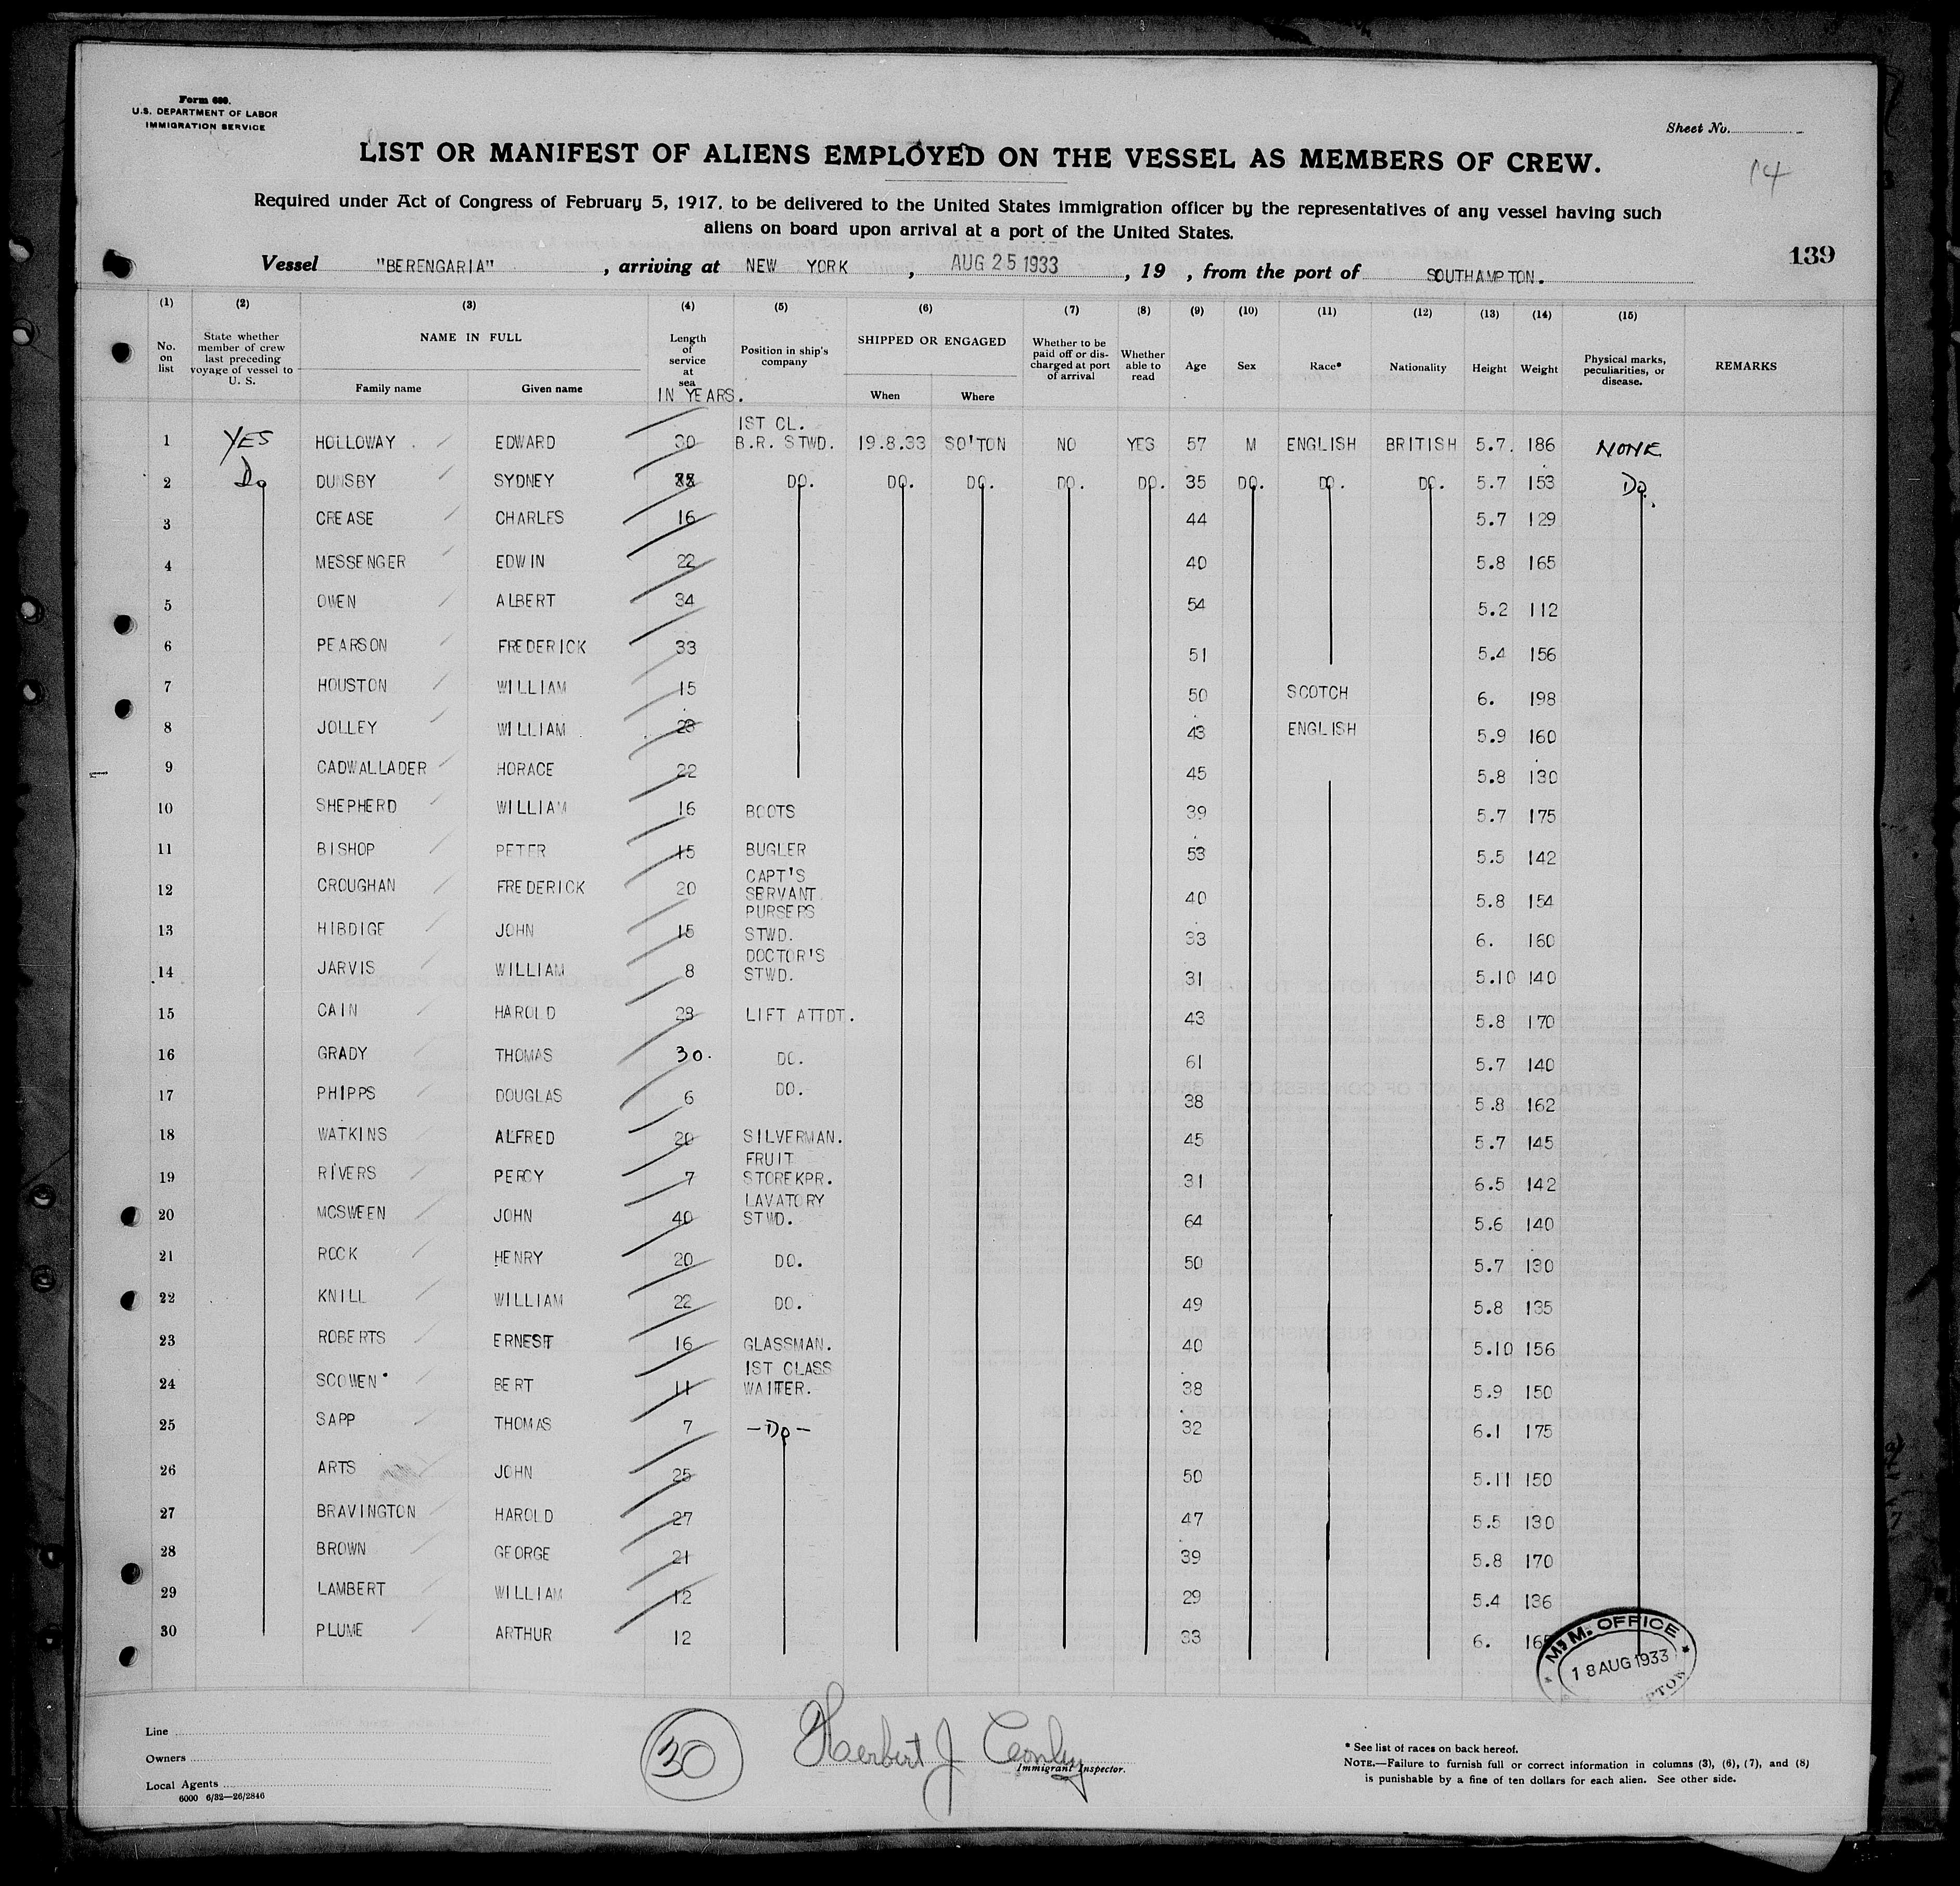 Form 680.
U.S. DEPARTMENT OF LABOR
IMMIGRATION SERVICE
Sheet No.
LIST OR MANIFEST OF ALIENS EMPLOYED ON THE VESSEL AS MEMBERS OF CREW.
14
Required under Act of Congress of February 5, 1917, to be delivered to the United States immigration officer by the representatives of any vessel having such
aliens on board upon arrival at a port of the United States.
139
Vessel "BERENGARIA", arriving at NEW YORK, AUG 25 1933, 19 , from the port of SOUTHAMPTON.
(1) (2) (3) (4) (5) (6) (7) (8) (9) (10) (11) (12) (13) (14) (15)
No. on list State whether member of crew last preceding voyage of vessel to U. S. NAME IN FULL Length of service at sea Position in ship's company SHIPPED OR ENGAGED Whether to be paid off or discharged at port of arrival Whether able to read Age Sex Race* Nationality Height Weight Physical marks, peculiarities, or disease. REMARKS
Family name Given name IN YEARS. When Where
1 YES HOLLOWAY EDWARD 30 1ST CL. B.R. STWD. 19.8.33 SO'TON NO YES 57 M ENGLISH BRITISH 5.7. 186 NONE
2 Do DUNSBY SYDNEY DO. DO. DO. DO. DO. 35 DO. DO. DO. 5.7 153 Do.
3 CREASE CHARLES 16 44 5.7 129
4 MESSENGER EDWIN 22 40 5.8 165
5 OWEN ALBERT 34 54 5.2 112
6 PEARSON FREDERICK 33 51 5.4 156
7 HOUSTON WILLIAM 15 50 SCOTCH 6. 198
8 JOLLEY WILLIAM 28 43 ENGLISH 5.9 160
9 CADWALLADER HORACE 22 45 5.8 130
10 SHEPHERD WILLIAM 16 BOOTS 39 5.7 175
11 BISHOP PETER 15 BUGLER 53 5.5 142
12 CROUGHAN FREDERICK 20 CAPT'S SERVANT 40 5.8 154
13 HIBDIGE JOHN 15 PURSERS STWD. 33 6. 160
14 JARVIS WILLIAM 8 DOCTOR'S STWD. 31 5.10 140
15 CAIN HAROLD 28 LIFT ATTDT. 43 5.8 170
16 GRADY THOMAS 30. DO. 61 5.7 140
17 PHIPPS DOUGLAS 6 DO. 38 5.8 162
18 WATKINS ALFRED 20 SILVERMAN. 45 5.7 145
19 RIVERS PERCY 7 FRUIT STOREKPR. 31 6.5 142
20 MCSWEEN JOHN 40 LAVATORY STWD. 64 5.6 140
21 ROCK HENRY 20 DO. 50 5.7 130
22 KNILL WILLIAM 22 DO. 49 5.8 135
23 ROBERTS ERNEST 16 GLASSMAN. 40 5.10 156
24 SCOWEN BERT 11 1ST CLASS WAITER. 38 5.9 150
25 SAPP THOMAS 7 -Do- 32 6.1 175
26 ARTS JOHN 25 50 5.11 150
27 BRAVINGTON HAROLD 27 47 5.5 130
28 BROWN GEORGE 21 39 5.8 170
29 LAMBERT WILLIAM 12 29 5.4 136
30 PLUME ARTHUR 12 33 6.
M. M. OFFICE
18 AUG 1933
Line
Owners
Local Agents
6000 6/32—26/2846
30
Herbert J
Immigrant Inspector.
* See list of races on back hereof.
NOTE.—Failure to furnish full or correct information in columns (3), (6), (7), and (8)
is punishable by a fine of ten dollars for each alien. See other side.